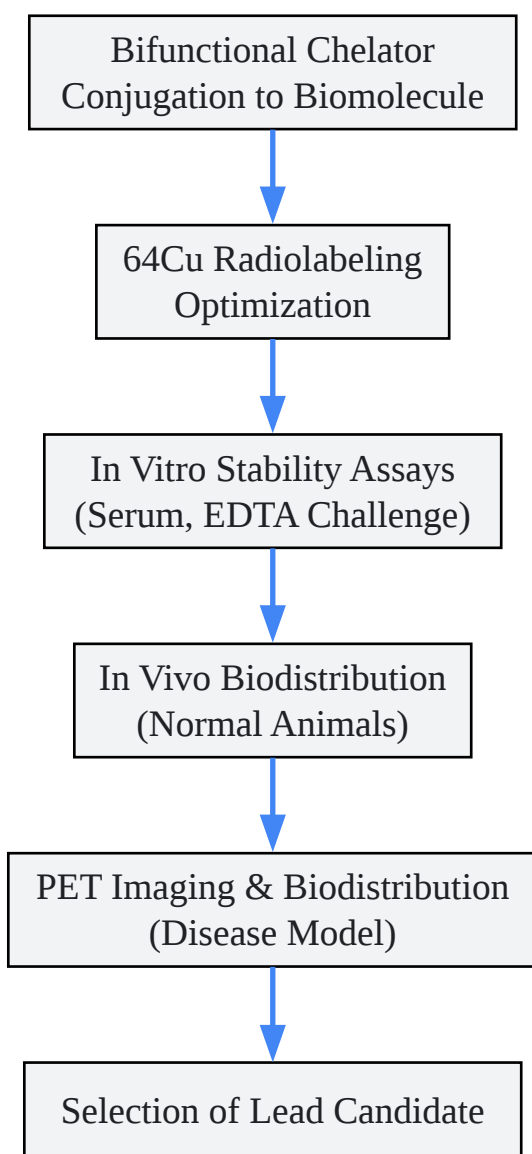 Bifunctional Chelator
Conjugation to Biomolecule
64Cu Radiolabeling
Optimization
In Vitro Stability Assays
(Serum, EDTA Challenge)
In Vivo Biodistribution
(Normal Animals)
PET Imaging & Biodistribution
(Disease Model)
Selection of Lead Candidate